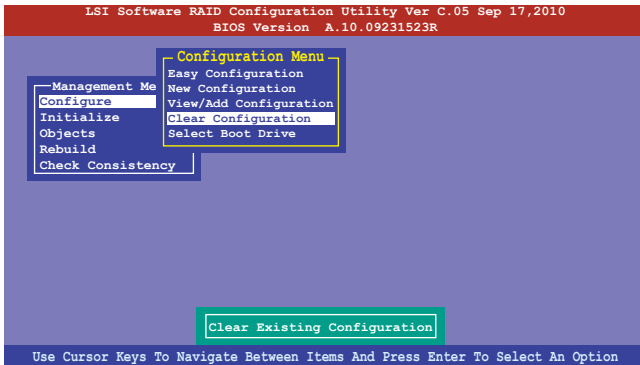 LSI Software RAID Configuration Utility Ver C.05 Sep 17,2010
BIOS Version A.10.09231523R
Configuration Menu
Easy Configuration
New Configuration
View/Add Configuration
Clear Configuration
Select Boot Drive
Management Me
Configure
Initialize
Objects
Rebuild
Check Consistency
Clear Existing Configuration
Use Cursor Keys To Navigate Between Items And Press Enter To Select An Option